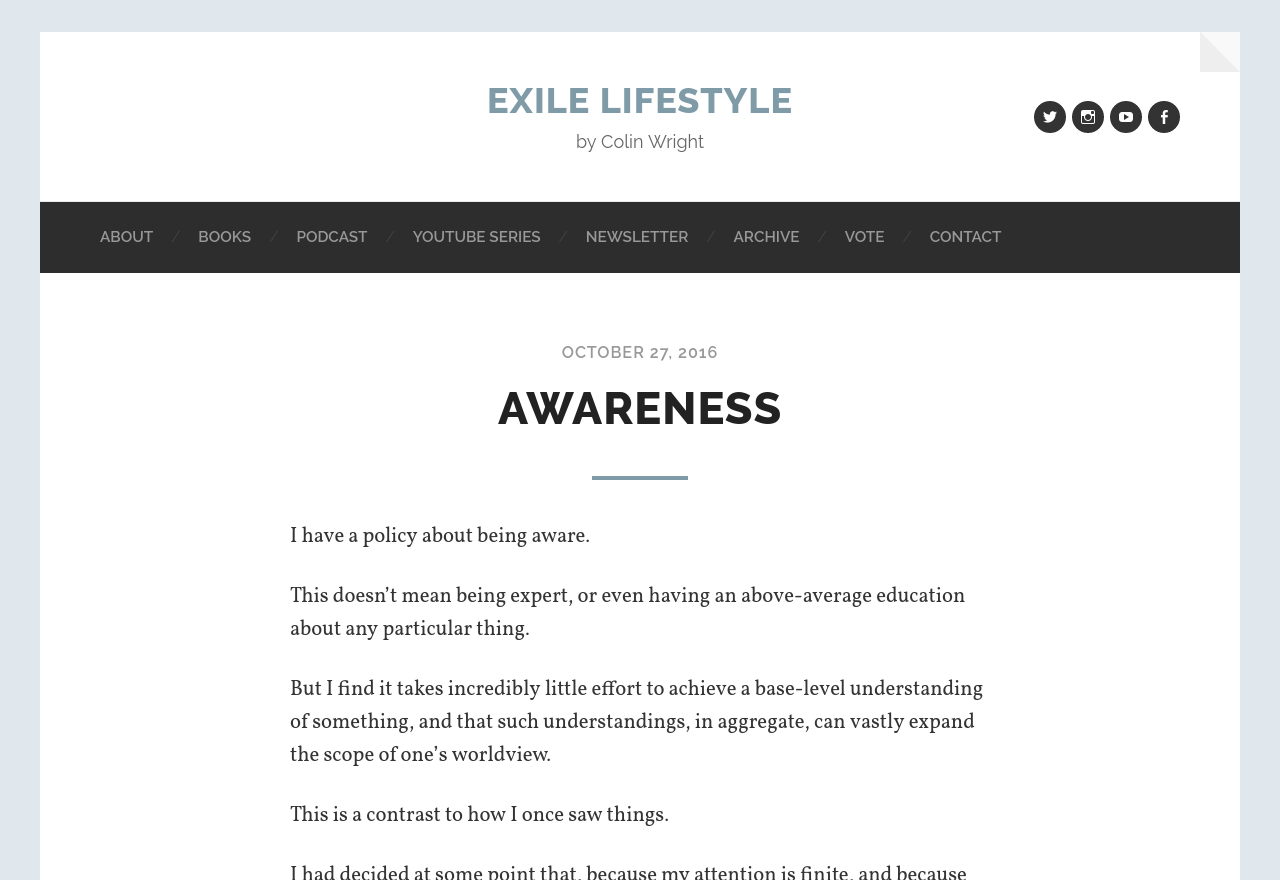 EXILE LIFESTYLE
by Colin Wright
ABOUT / BOOKS / PODCAST / YOUTUBE SERIES / NEWSLETTER / ARCHIVE / VOTE / CONTACT
OCTOBER 27, 2016
AWARENESS
I have a policy about being aware.
This doesn’t mean being expert, or even having an above-average education
about any particular thing.
But I find it takes incredibly little effort to achieve a base-level understanding
of something, and that such understandings, in aggregate, can vastly expand
the scope of one’s worldview.
This is a contrast to how I once saw things.
I had decided at some point that, because my attention is finite, and because